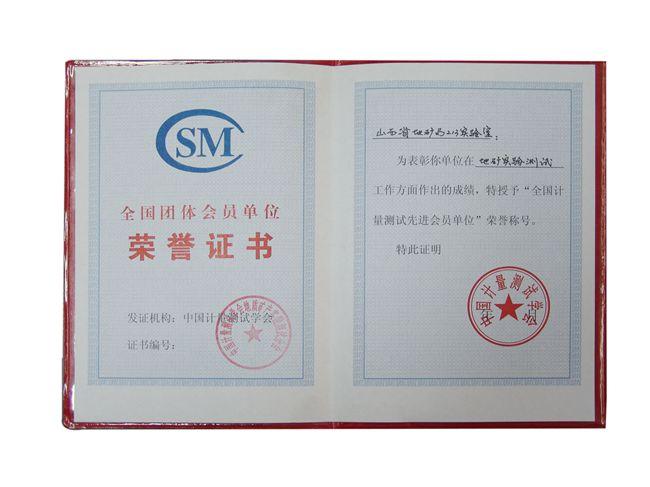 CSM
全国团体会员单位
荣誉证书
发证机构：中国计量测试学会
证书编号：
山西省地矿局213实验室：
为表彰你单位在地矿实验测试
工作方面作出的成绩，特授予“全国计
量测试先进会员单位”荣誉称号。
特此证明
中国计量测试学会
年 月